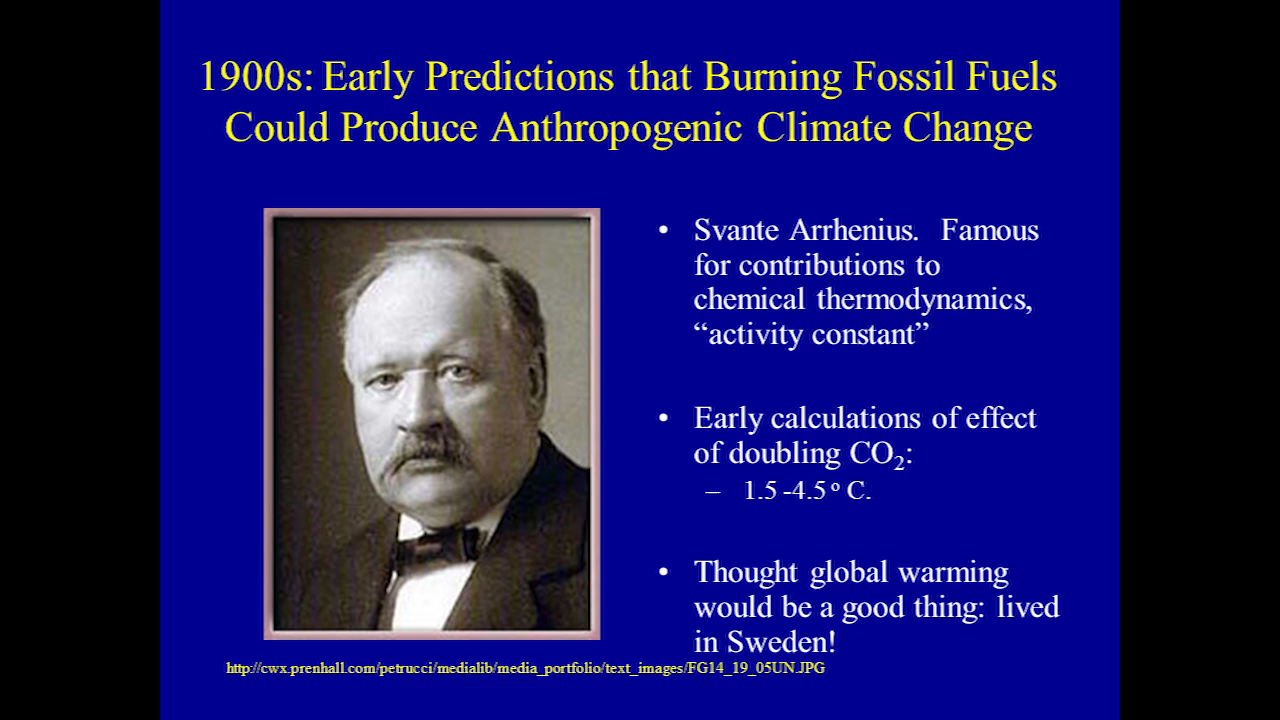 1900s: Early Predictions that Burning Fossil Fuels
Could Produce Anthropogenic Climate Change
• Svante Arrhenius. Famous
for contributions to
chemical thermodynamics,
“activity constant”
• Early calculations of effect
of doubling CO₂:
– 1.5 -4.5 º C.
• Thought global warming
would be a good thing: lived
in Sweden!
http://cwx.prenhall.com/petrucci/medialib/media_portfolio/text_images/FG14_19_05UN.JPG